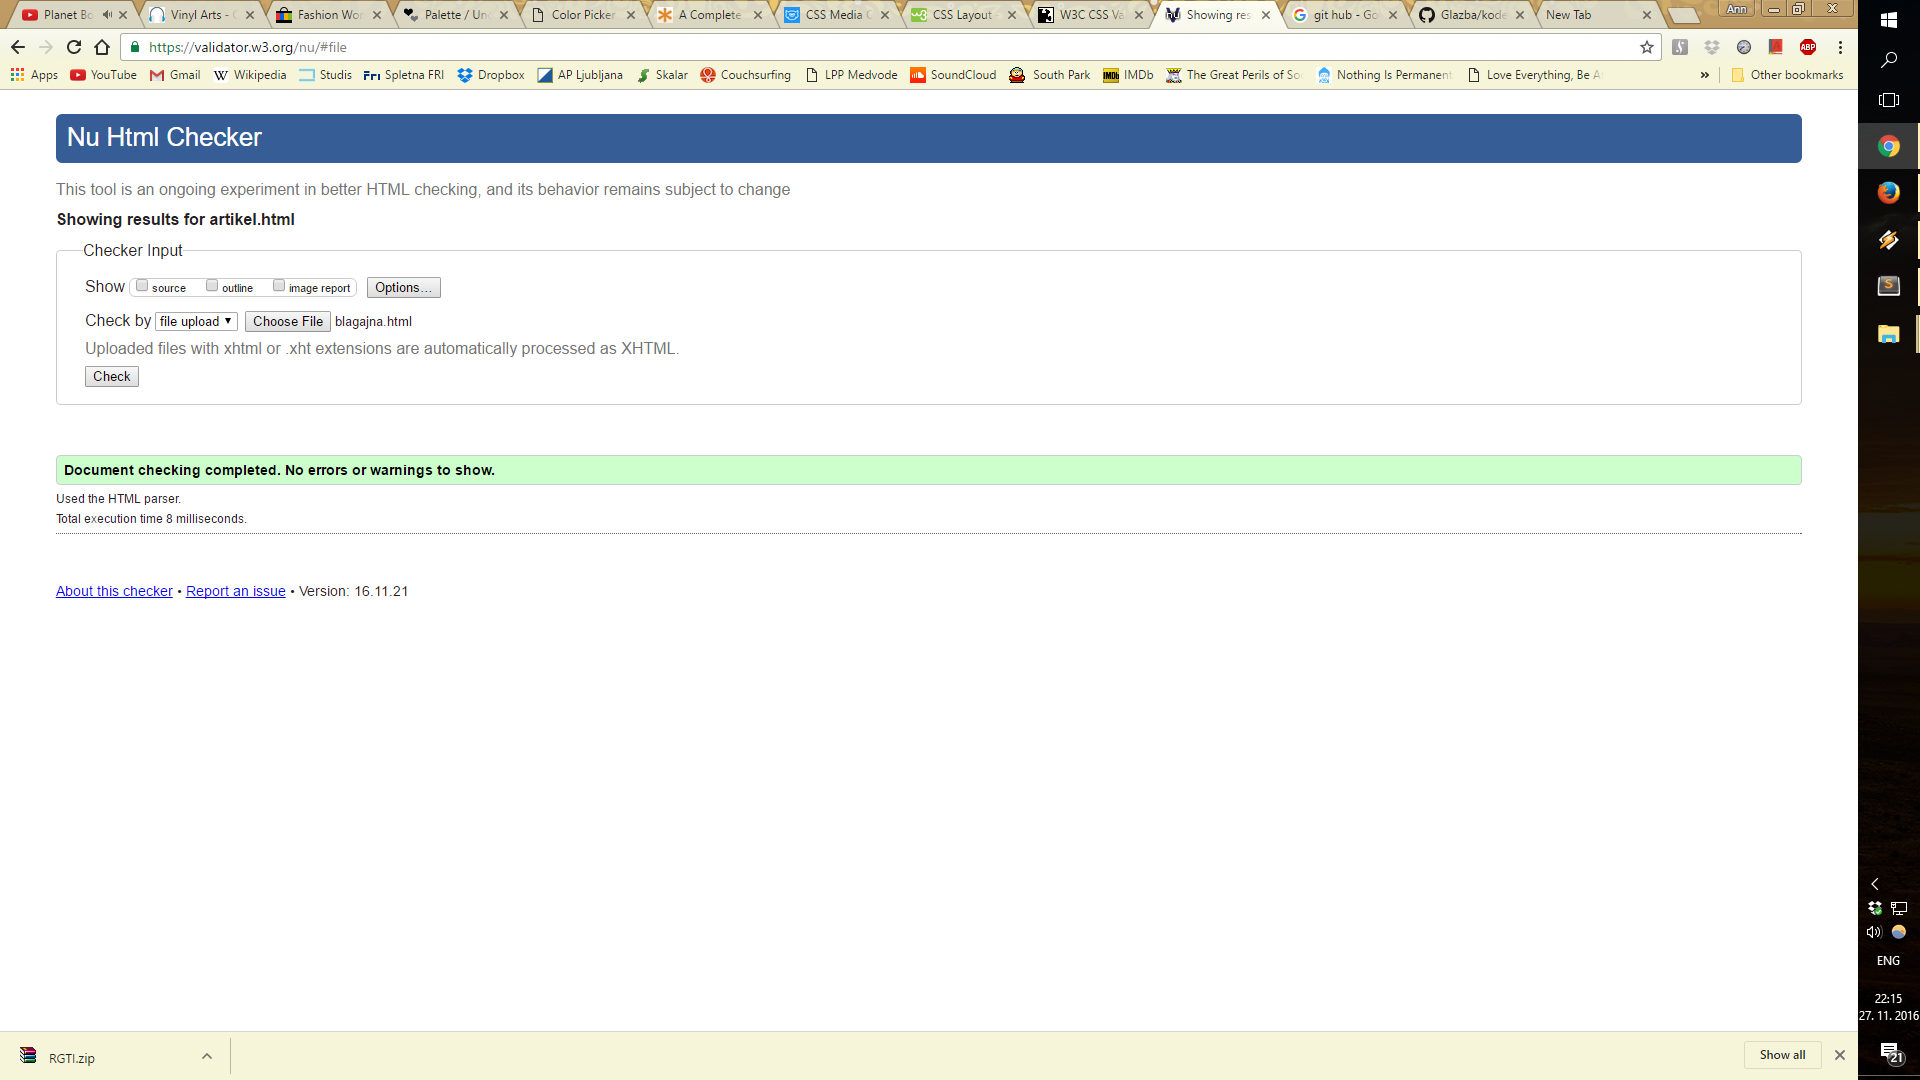 Planet Bo
Vinyl Arts -
Fashion Wor
Palette / Un
Color Picker
A Complete
CSS Media
CSS Layout
W3C CSS Va
Showing res
git hub - Go
Glazba/kode
New Tab
Ann
https://validator.w3.org/nu/#file
Apps
YouTube
Gmail
Wikipedia
Studis
Spletna FRI
Dropbox
AP Ljubljana
Skalar
Couchsurfing
LPP Medvode
SoundCloud
South Park
IMDb
The Great Perils of So
Nothing Is Permanent
Love Everything, Be A
»
Other bookmarks
Nu Html Checker
This tool is an ongoing experiment in better HTML checking, and its behavior remains subject to change
Showing results for artikel.html
Checker Input
Show source outline image report Options...
Check by file upload Choose File blagajna.html
Uploaded files with xhtml or .xht extensions are automatically processed as XHTML.
Check
Document checking completed. No errors or warnings to show.
Used the HTML parser.
Total execution time 8 milliseconds.
About this checker • Report an issue • Version: 16.11.21
ENG
22:15
27. 11. 2016
21
RGTI.zip
Show all